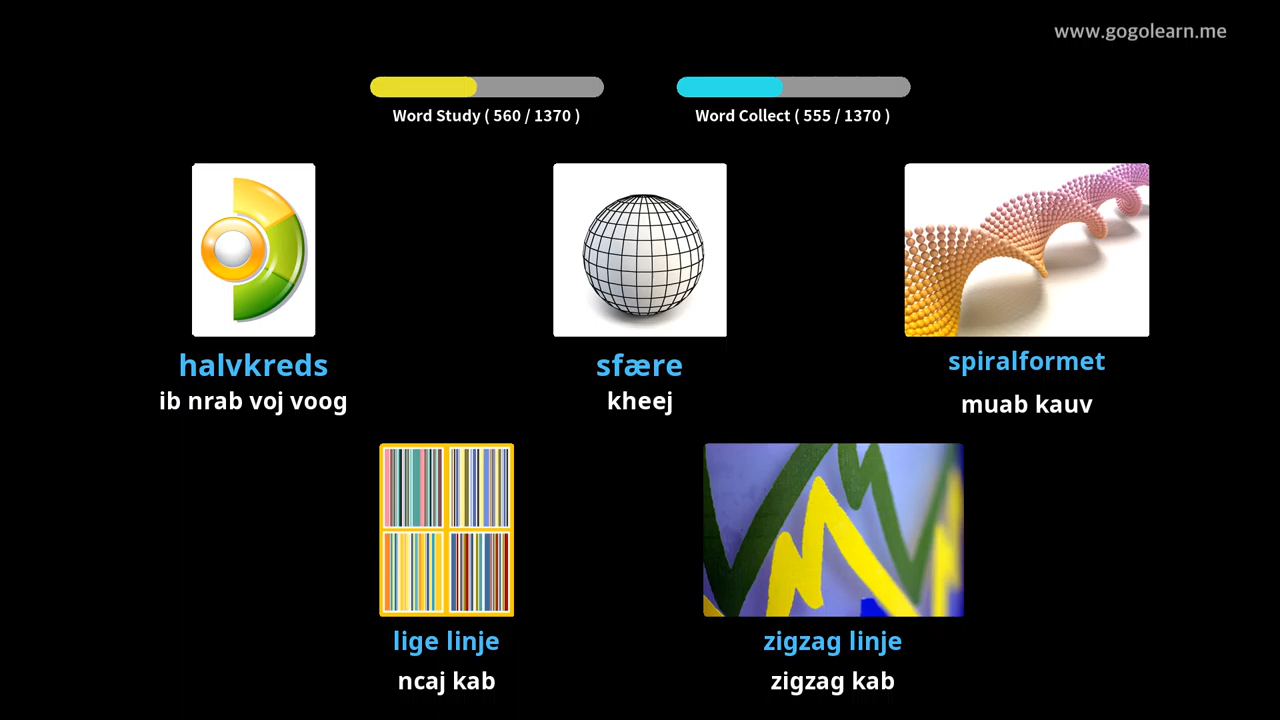 www.gogolearn.me
Word Study ( 560 / 1370 )
Word Collect ( 555 / 1370 )
halvkreds
ib nrab voj voog
sfære
kheej
spiralformet
muab kauv
lige linje
ncaj kab
zigzag linje
zigzag kab